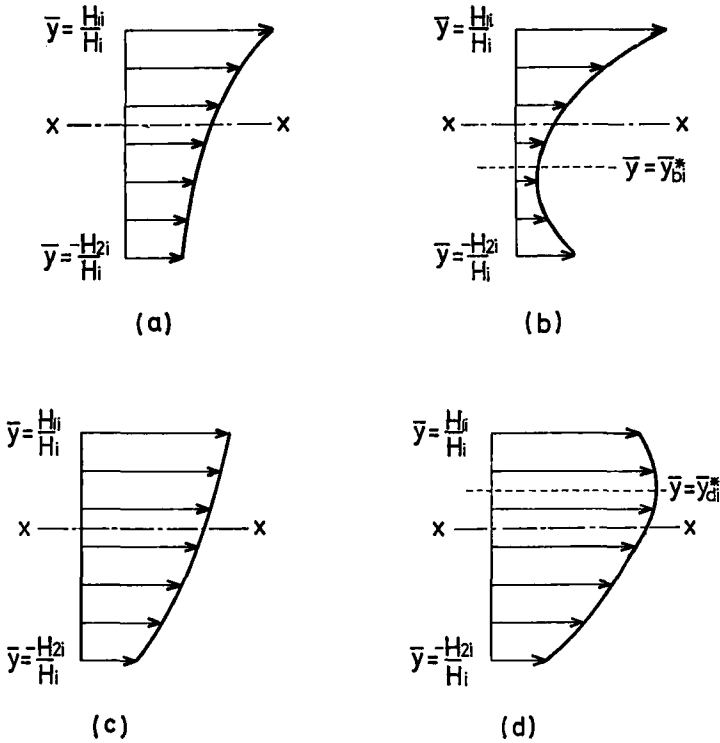 ȳ = H₁ᵢ/Hᵢ
X X
ȳ = -H₂ᵢ/Hᵢ
(a)
ȳ = H₁ᵢ/Hᵢ
X X
ȳ = ȳ*bi
ȳ = -H₂ᵢ/Hᵢ
(b)
ȳ = H₁ᵢ/Hᵢ
X X
ȳ = -H₂ᵢ/Hᵢ
(c)
ȳ = H₁ᵢ/Hᵢ
ȳ = ȳ*di
X X
ȳ = -H₂ᵢ/Hᵢ
(d)